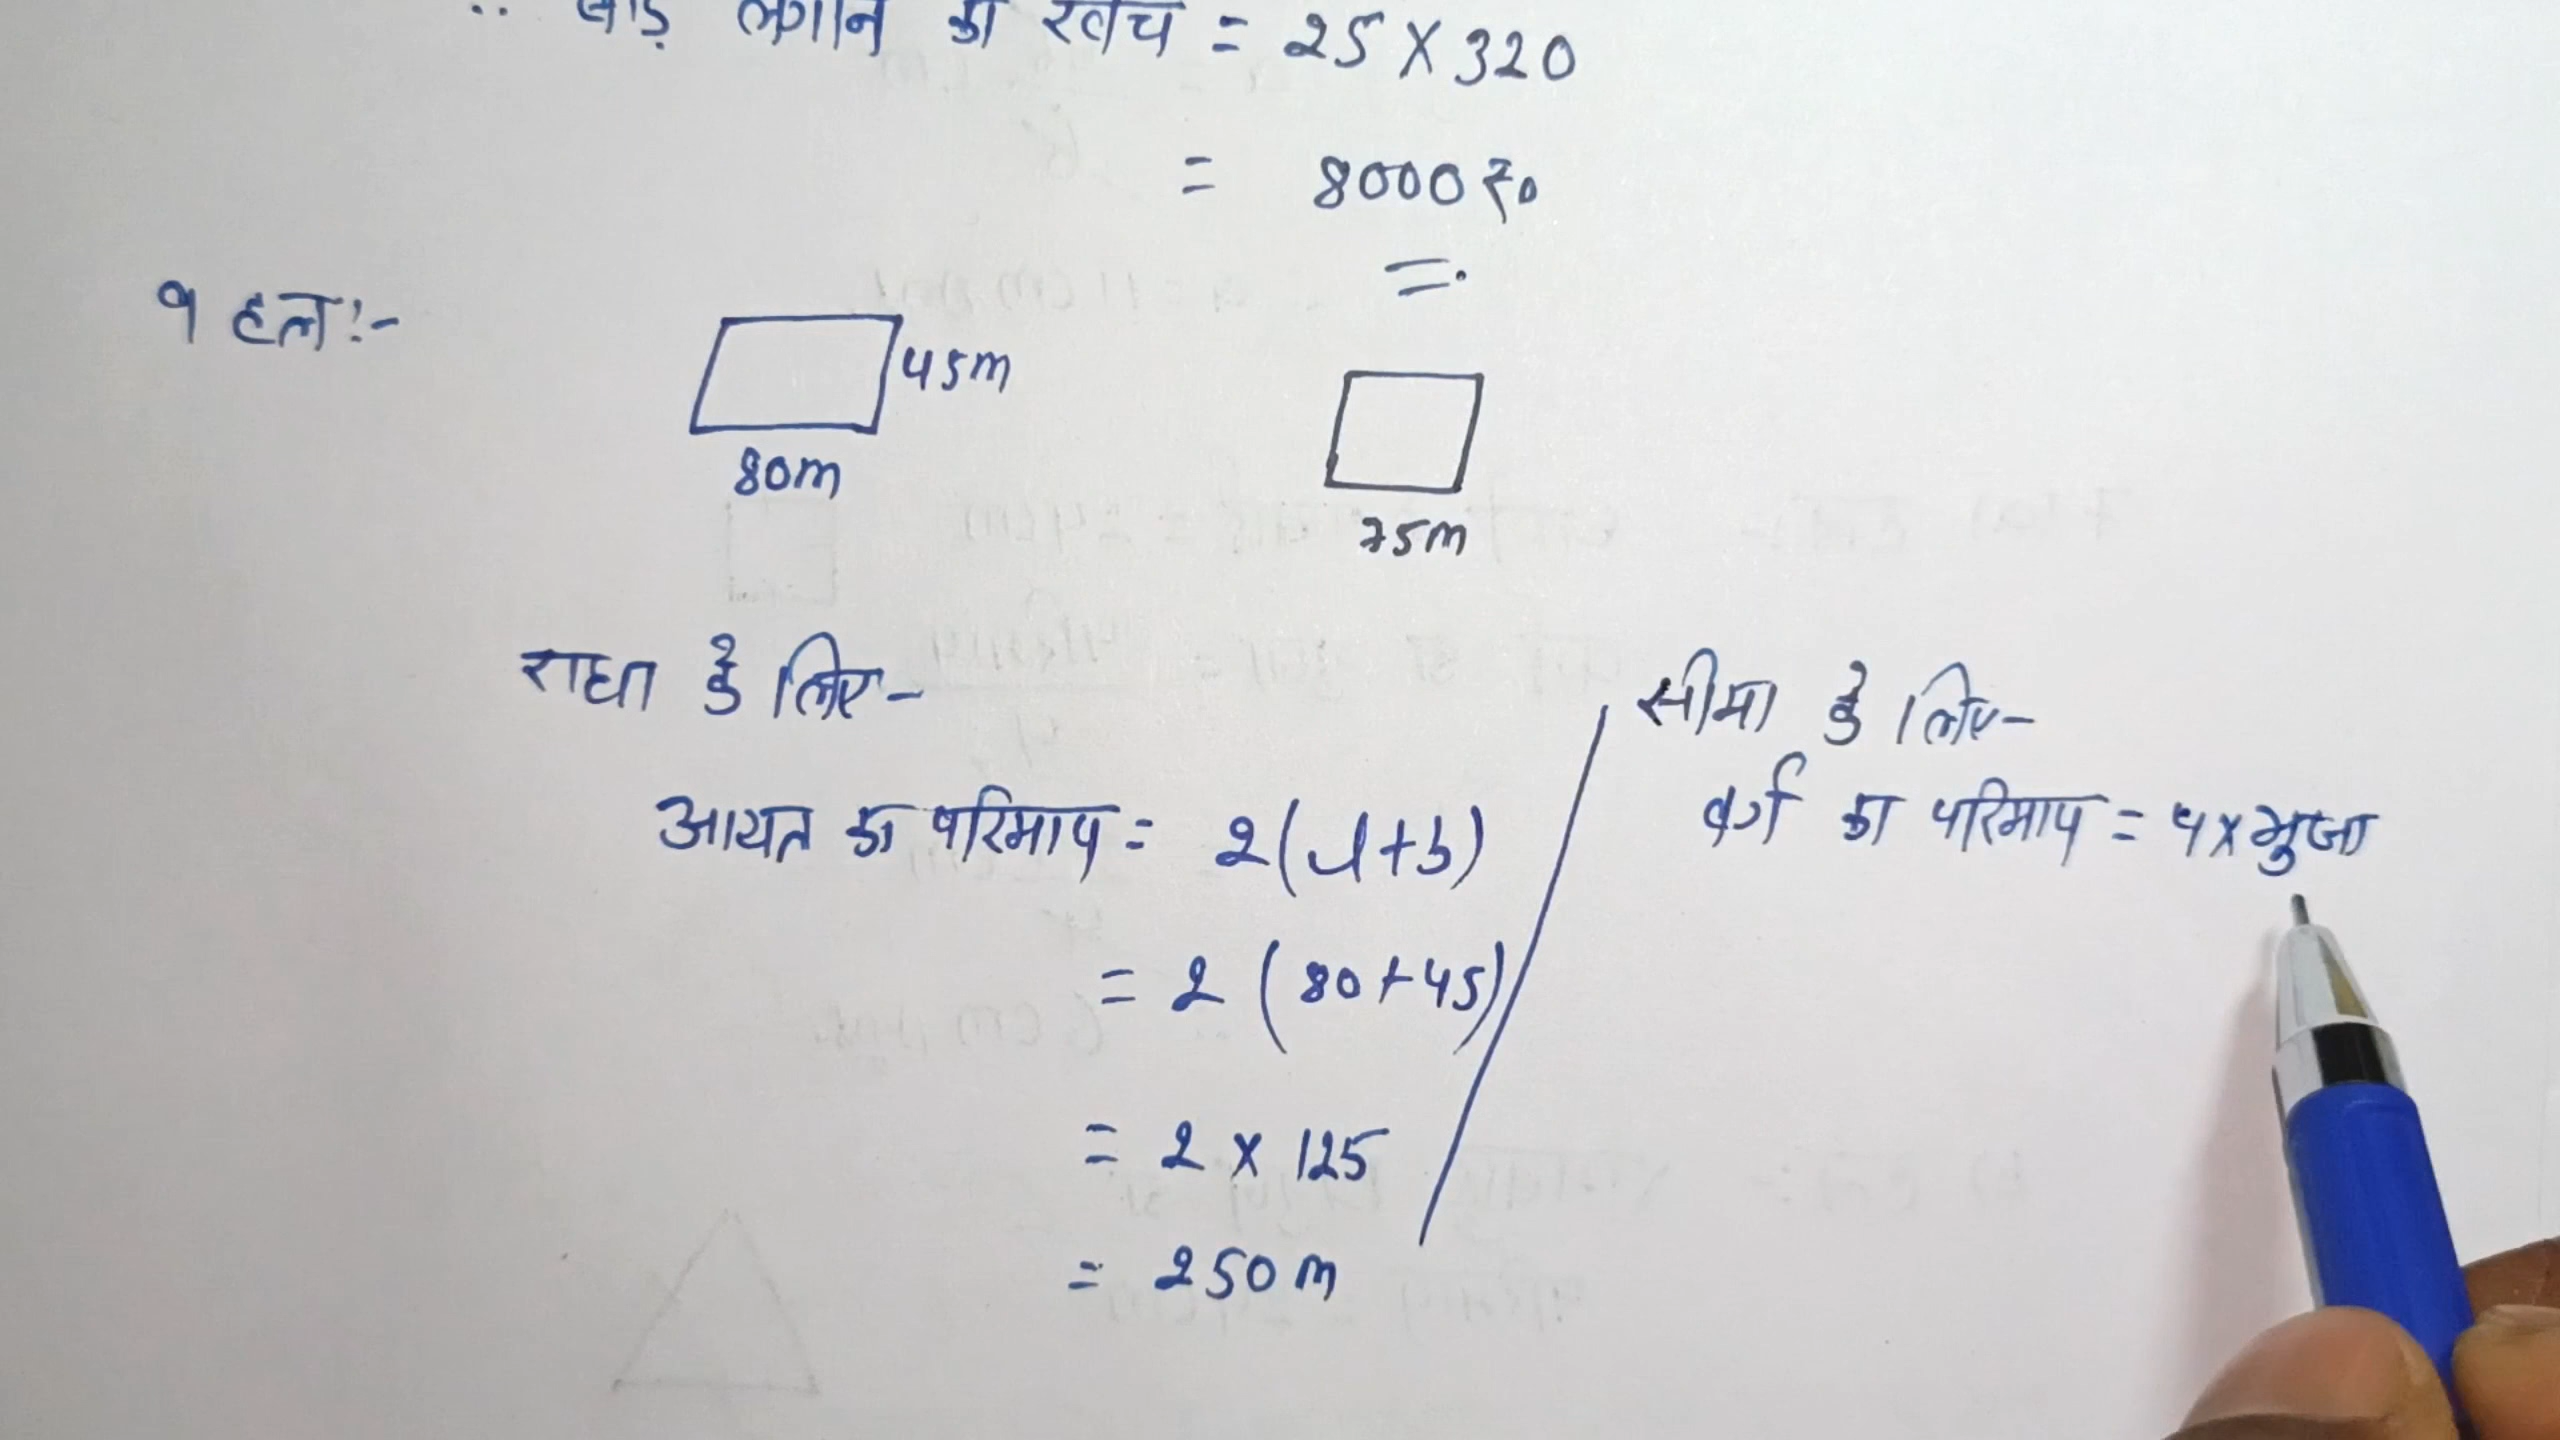 ∴ बाड़ लगाने का खर्च = 25 × 320
= 8000 रु०
9 हल:-
45m
80m
75m
राधा के लिए-
आयत का परिमाप = 2(l+b)
= 2 (80+45)
= 2 × 125
= 250 m
सीमा के लिए-
वर्ग का परिमाप = 4×भुजा